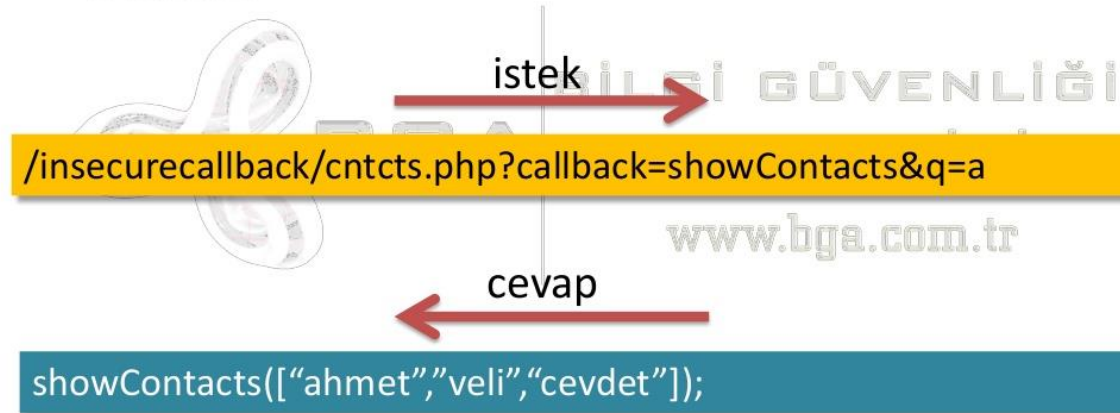 istek
BİLGİ GÜVENLİĞİ
/insecurecallback/cntcts.php?callback=showContacts&q=a
www.bga.com.tr
cevap
showContacts([“ahmet”,”veli”,“cevdet”]);